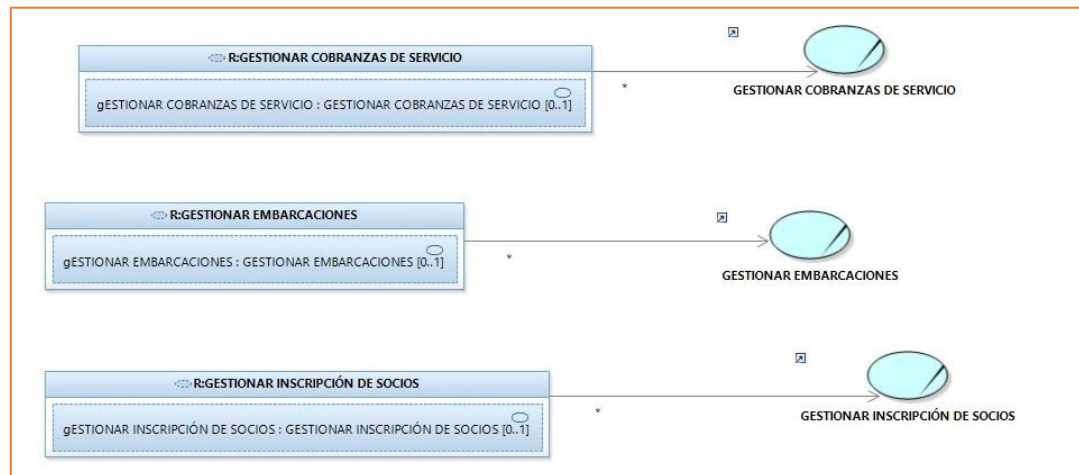 R:GESTIONAR COBRANZAS DE SERVICIO
gESTIONAR COBRANZAS DE SERVICIO : GESTIONAR COBRANZAS DE SERVICIO [0..1]
*
GESTIONAR COBRANZAS DE SERVICIO
R:GESTIONAR EMBARCACIONES
gESTIONAR EMBARCACIONES : GESTIONAR EMBARCACIONES [0..1]
*
GESTIONAR EMBARCACIONES
R:GESTIONAR INSCRIPCIÓN DE SOCIOS
gESTIONAR INSCRIPCIÓN DE SOCIOS : GESTIONAR INSCRIPCIÓN DE SOCIOS [0..1]
*
GESTIONAR INSCRIPCIÓN DE SOCIOS